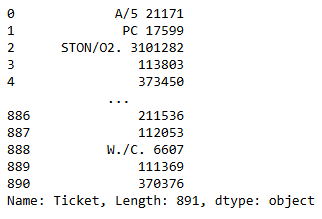 0 A/5 21171
1 PC 17599
2 STON/O2. 3101282
3 113803
4 373450
...
886 211536
887 112053
888 W./C. 6607
889 111369
890 370376
Name: Ticket, Length: 891, dtype: object